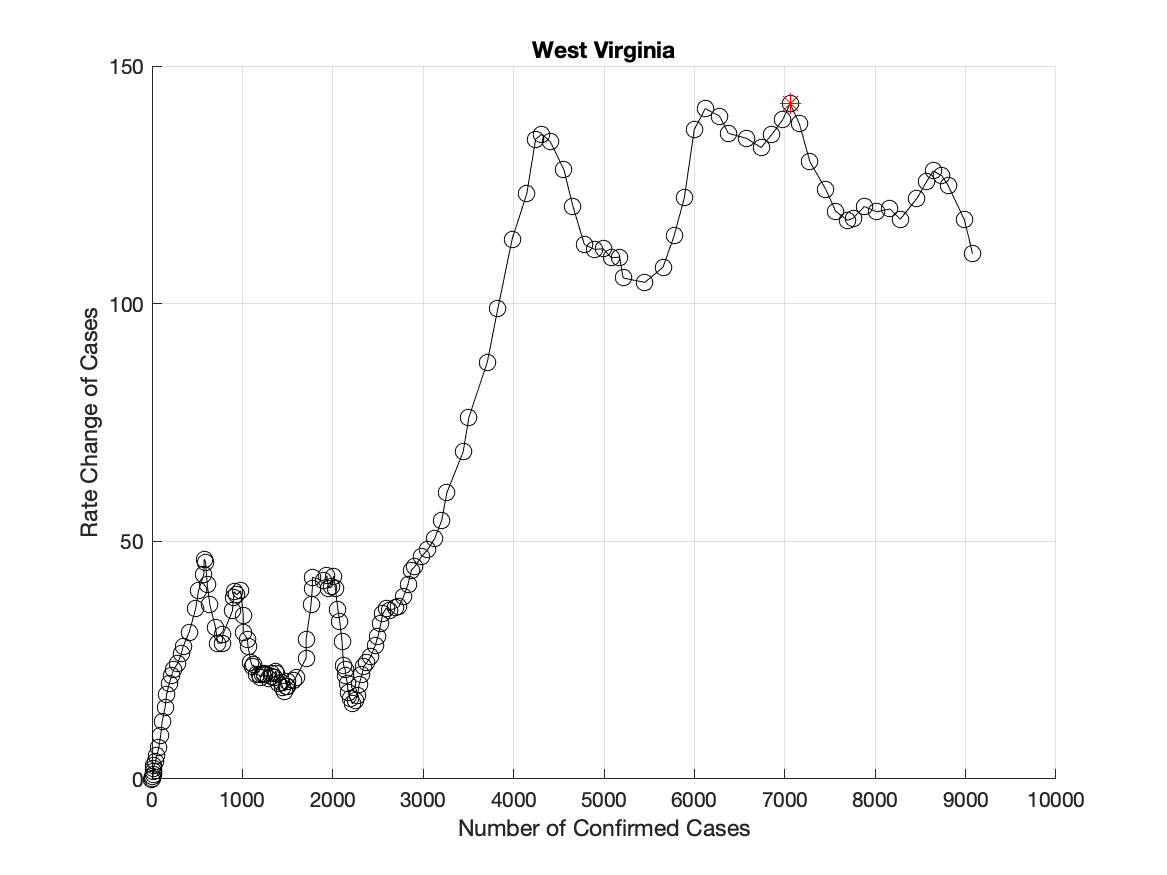 West Virginia
150
100
50
0
Rate Change of Cases
0 1000 2000 3000 4000 5000 6000 7000 8000 9000 10000
Number of Confirmed Cases